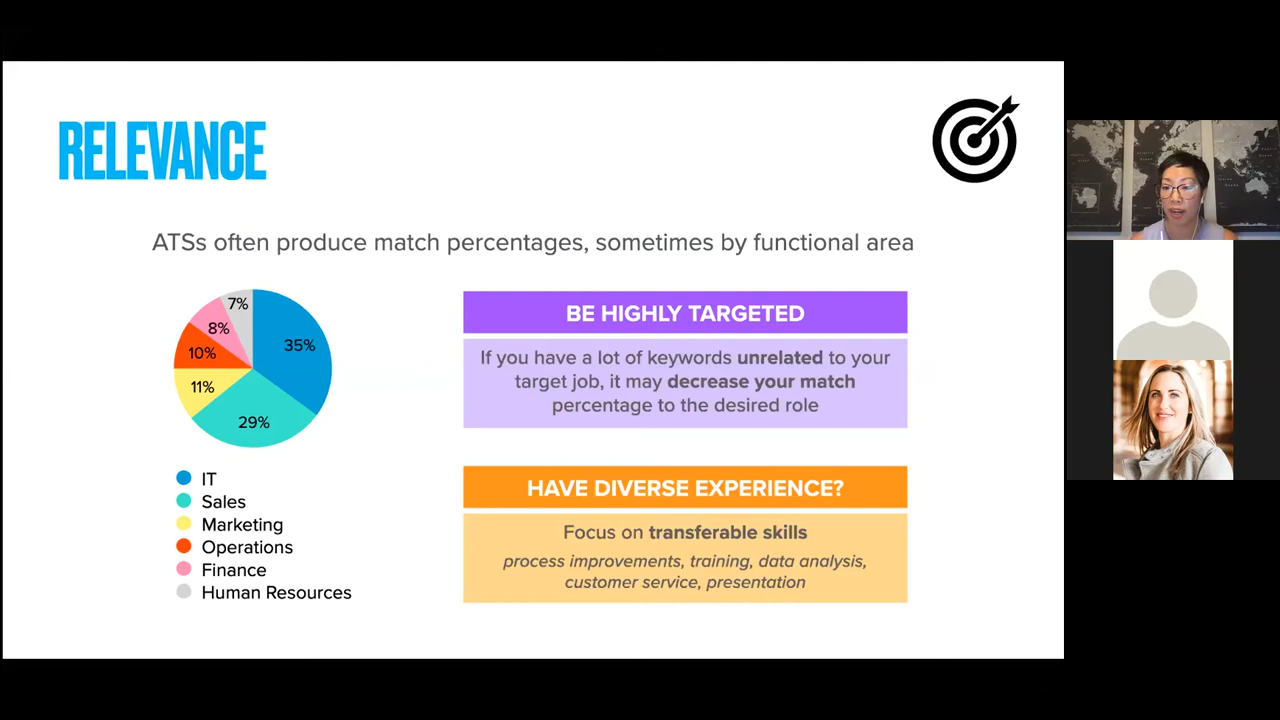 RELEVANCE
ATSs often produce match percentages, sometimes by functional area
7%
8%
35%
10%
11%
29%
IT
Sales
Marketing
Operations
Finance
Human Resources
BE HIGHLY TARGETED
If you have a lot of keywords unrelated to your
target job, it may decrease your match
percentage to the desired role
HAVE DIVERSE EXPERIENCE?
Focus on transferable skills
process improvements, training, data analysis,
customer service, presentation